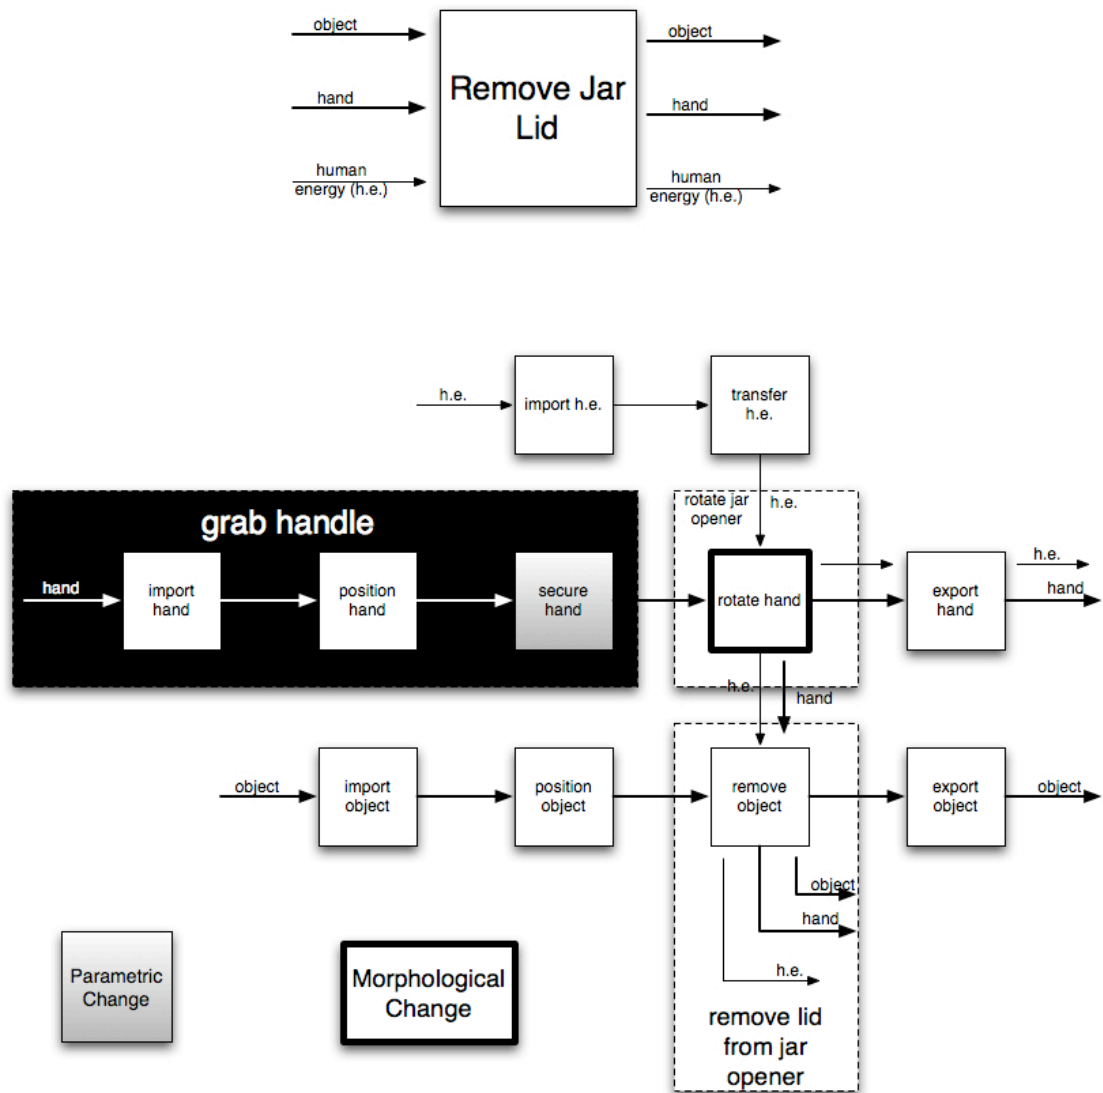 object
hand
human
energy (h.e.)
Remove Jar
Lid
object
hand
human
energy (h.e.)
h.e.
import h.e.
transfer
h.e.
grab handle
hand
import
hand
position
hand
secure
hand
rotate jar
opener
h.e.
rotate hand
export
hand
h.e.
hand
h.e.
hand
object
import
object
position
object
remove
object
export
object
object
object
hand
h.e.
remove lid
from jar
opener
Parametric
Change
Morphological
Change